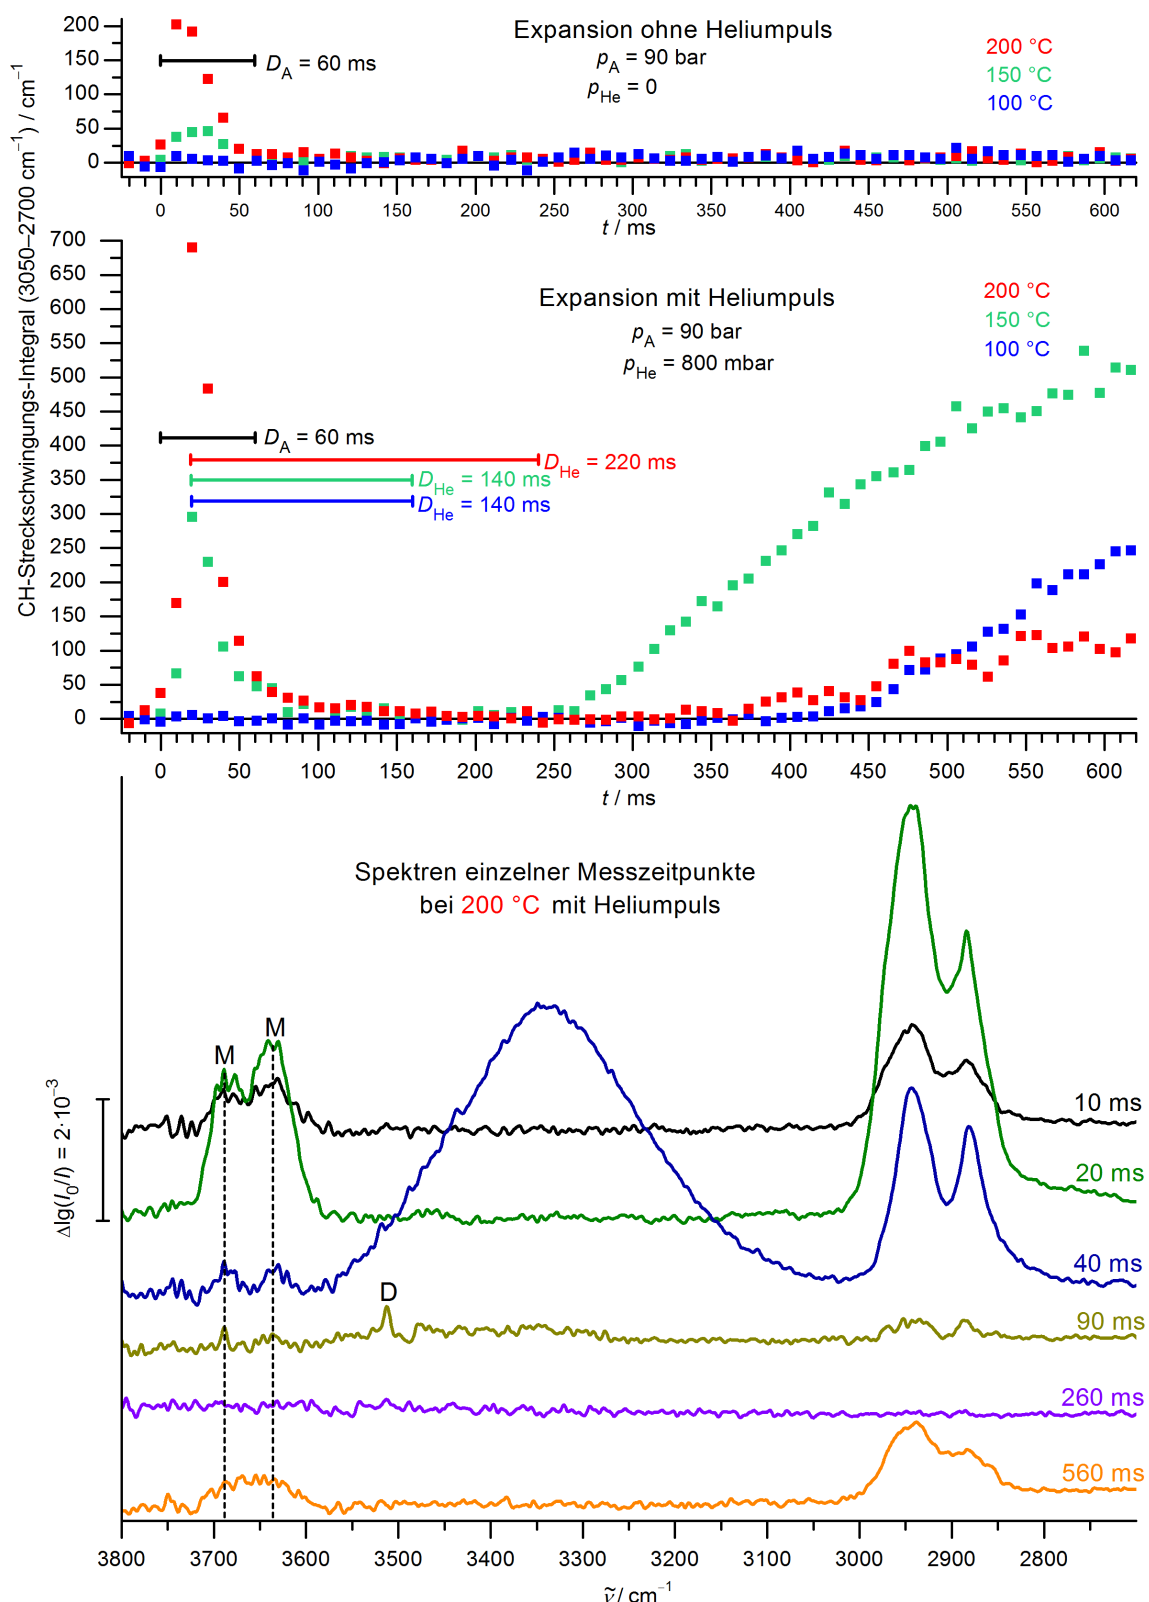 CH-Streckschwingungs-Integral (3050–2700 cm⁻¹) / cm⁻¹
Expansion ohne Heliumpuls
p_A = 90 bar
p_He = 0
200 °C
150 °C
100 °C
D_A = 60 ms
200
150
100
50
0
0 50 100 150 200 250 300 350 400 450 500 550 600
t / ms
Expansion mit Heliumpuls
p_A = 90 bar
p_He = 800 mbar
200 °C
150 °C
100 °C
D_A = 60 ms
D_He = 220 ms
D_He = 140 ms
D_He = 140 ms
700
650
600
550
500
450
400
350
300
250
200
150
100
50
0
0 50 100 150 200 250 300 350 400 450 500 550 600
t / ms
Spektren einzelner Messzeitpunkte
bei 200 °C mit Heliumpuls
Δlg(I₀/I) = 2·10⁻³
M
M
D
10 ms
20 ms
40 ms
90 ms
260 ms
560 ms
3800 3700 3600 3500 3400 3300 3200 3100 3000 2900 2800
ν̃ / cm⁻¹